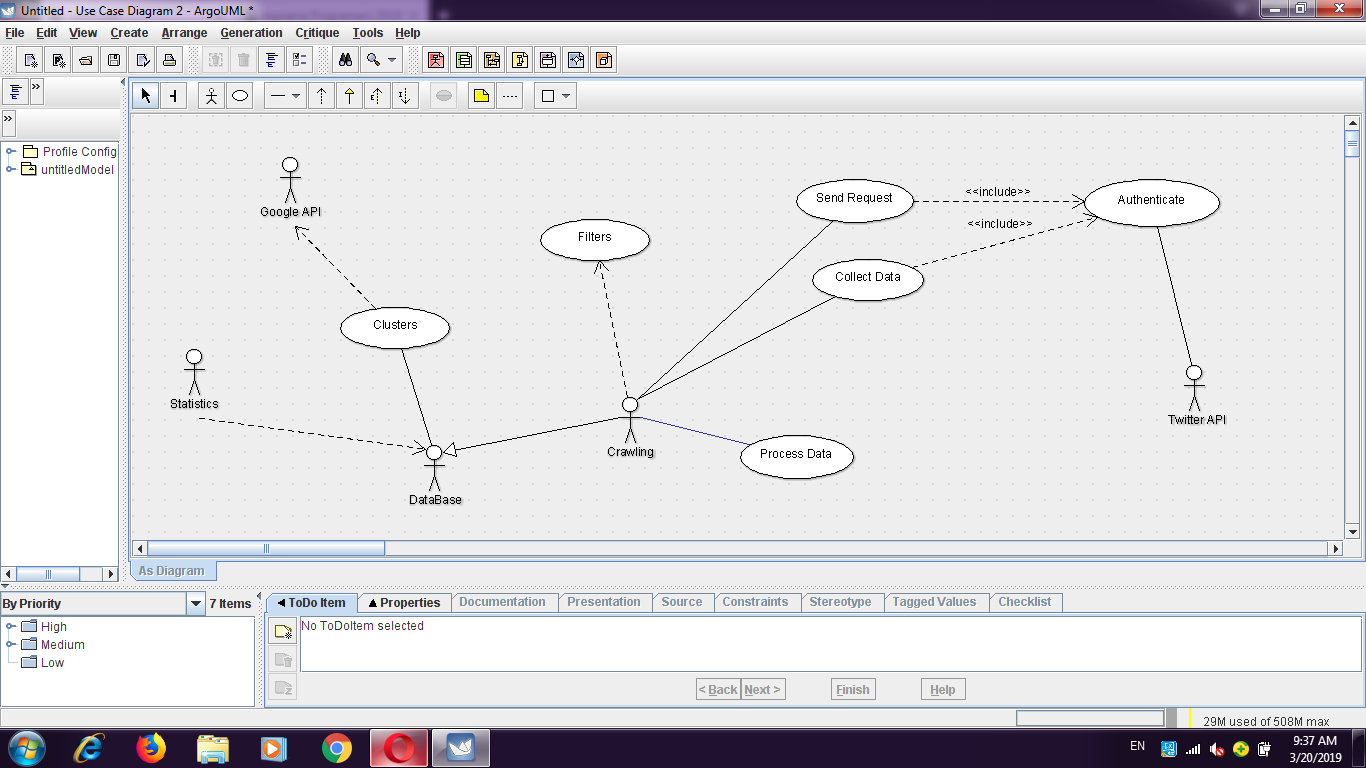 Untitled - Use Case Diagram 2 - ArgoUML *
File Edit View Create Arrange Generation Critique Tools Help
Profile Config
untitledModel
Google API
Send Request
<<include>>
Authenticate
<<include>>
Filters
Collect Data
Clusters
Statistics
Twitter API
Crawling
Process Data
DataBase
As Diagram
By Priority
7 Items
High
Medium
Low
ToDo Item Properties Documentation Presentation Source Constraints Stereotype Tagged Values Checklist
No ToDoItem selected
< Back Next > Finish Help
29M used of 508M max
EN
9:37 AM
3/20/2019